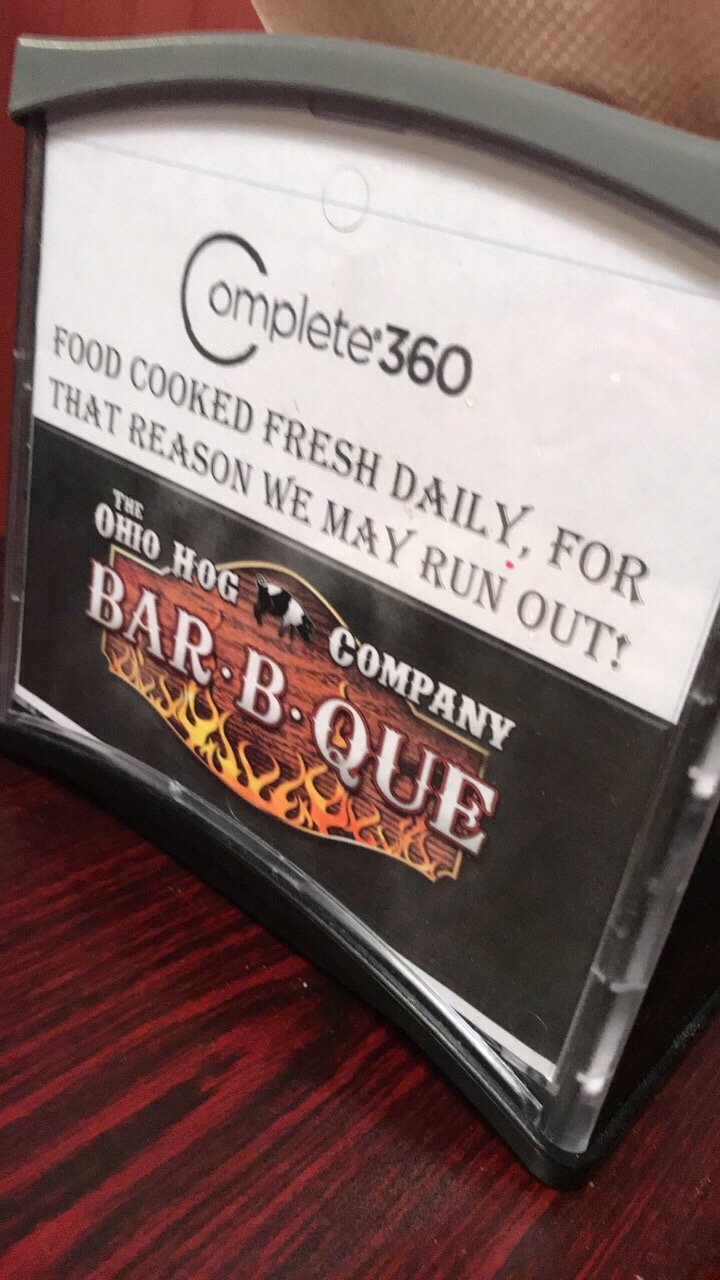 Complete®360
FOOD COOKED FRESH DAILY, FOR
THAT REASON WE MAY RUN OUT!
THE
OHIO HOG COMPANY
BAR·B·QUE